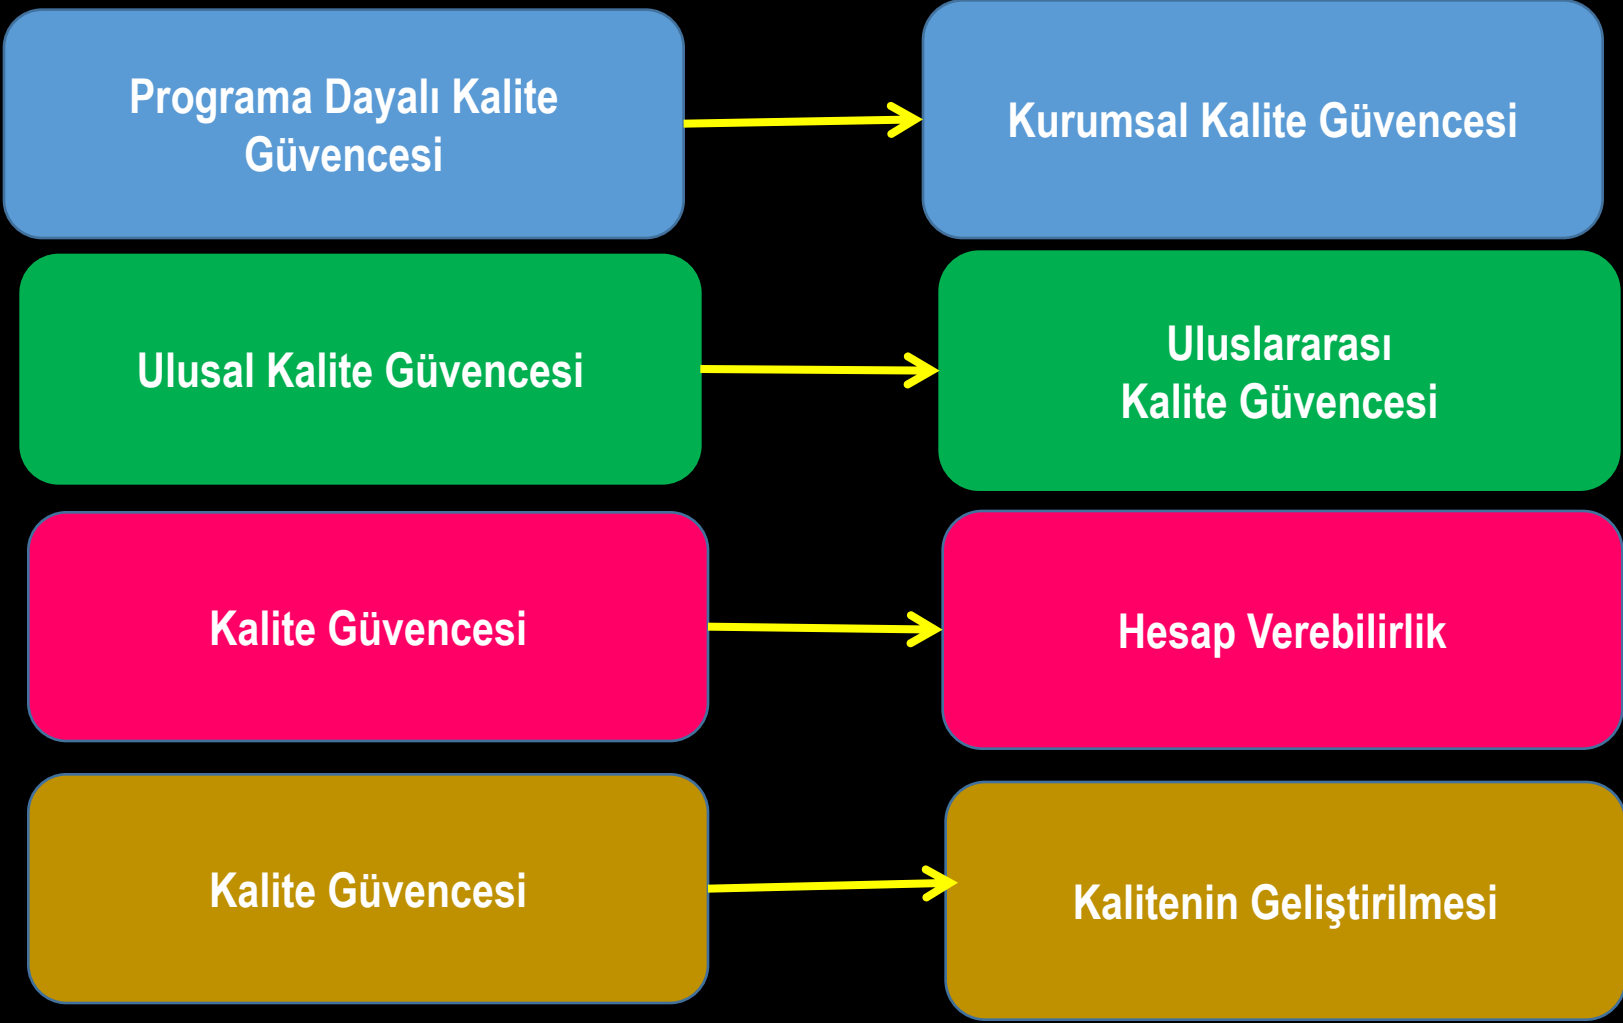 Programa Dayalı Kalite
Güvencesi
Kurumsal Kalite Güvencesi
Ulusal Kalite Güvencesi
Uluslararası
Kalite Güvencesi
Kalite Güvencesi
Hesap Verebilirlik
Kalite Güvencesi
Kalitenin Geliştirilmesi